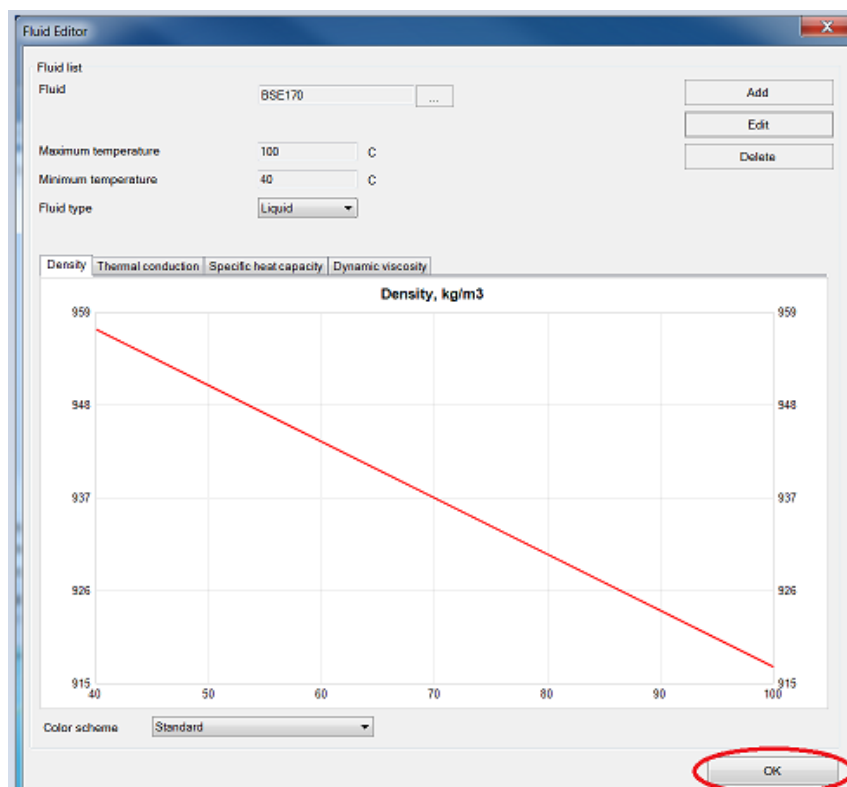 Fluid Editor
X
Fluid list
Fluid BSE170 ... Add
Edit
Maximum temperature 100 C Delete
Minimum temperature 40 C
Fluid type Liquid
Density Thermal conduction Specific heat capacity Dynamic viscosity
Density, kg/m3
959 959
948 948
937 937
926 926
915 915
40 50 60 70 80 90 100
Color scheme Standard
OK